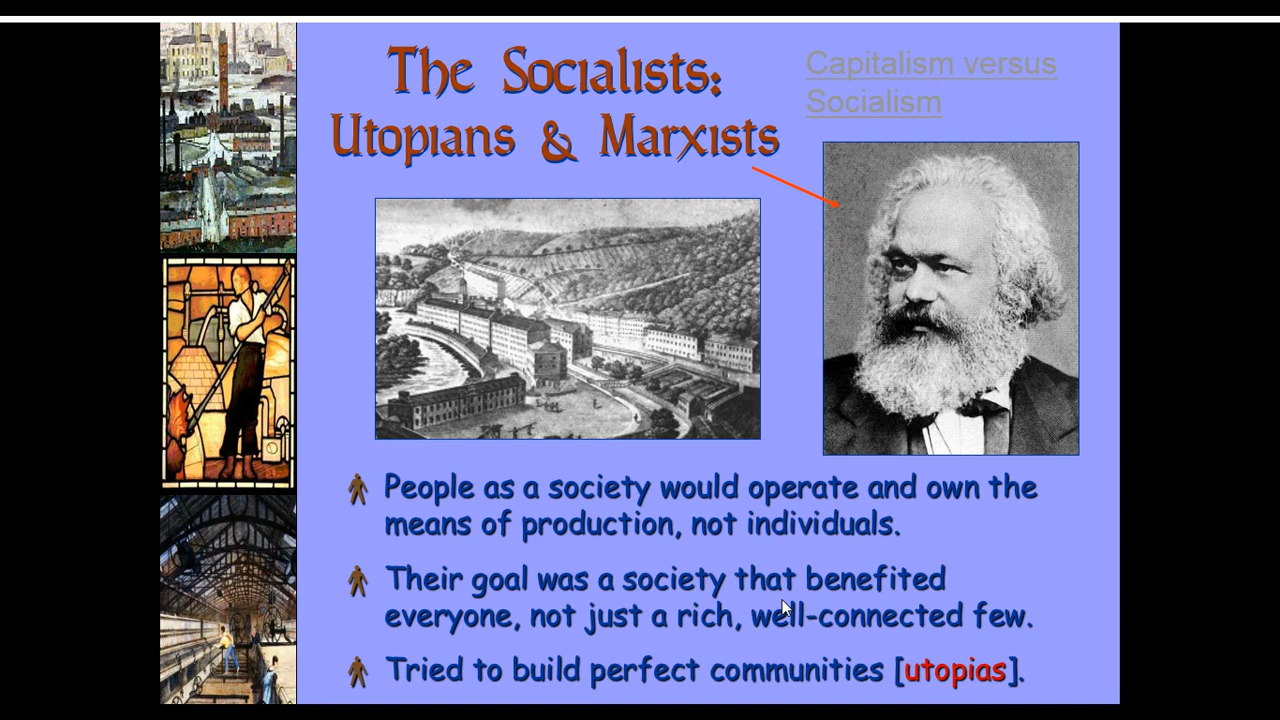 The Socialists:
Utopians & Marxists
Capitalism versus
Socialism
People as a society would operate and own the
means of production, not individuals.
Their goal was a society that benefited
everyone, not just a rich, well-connected few.
Tried to build perfect communities [utopias].